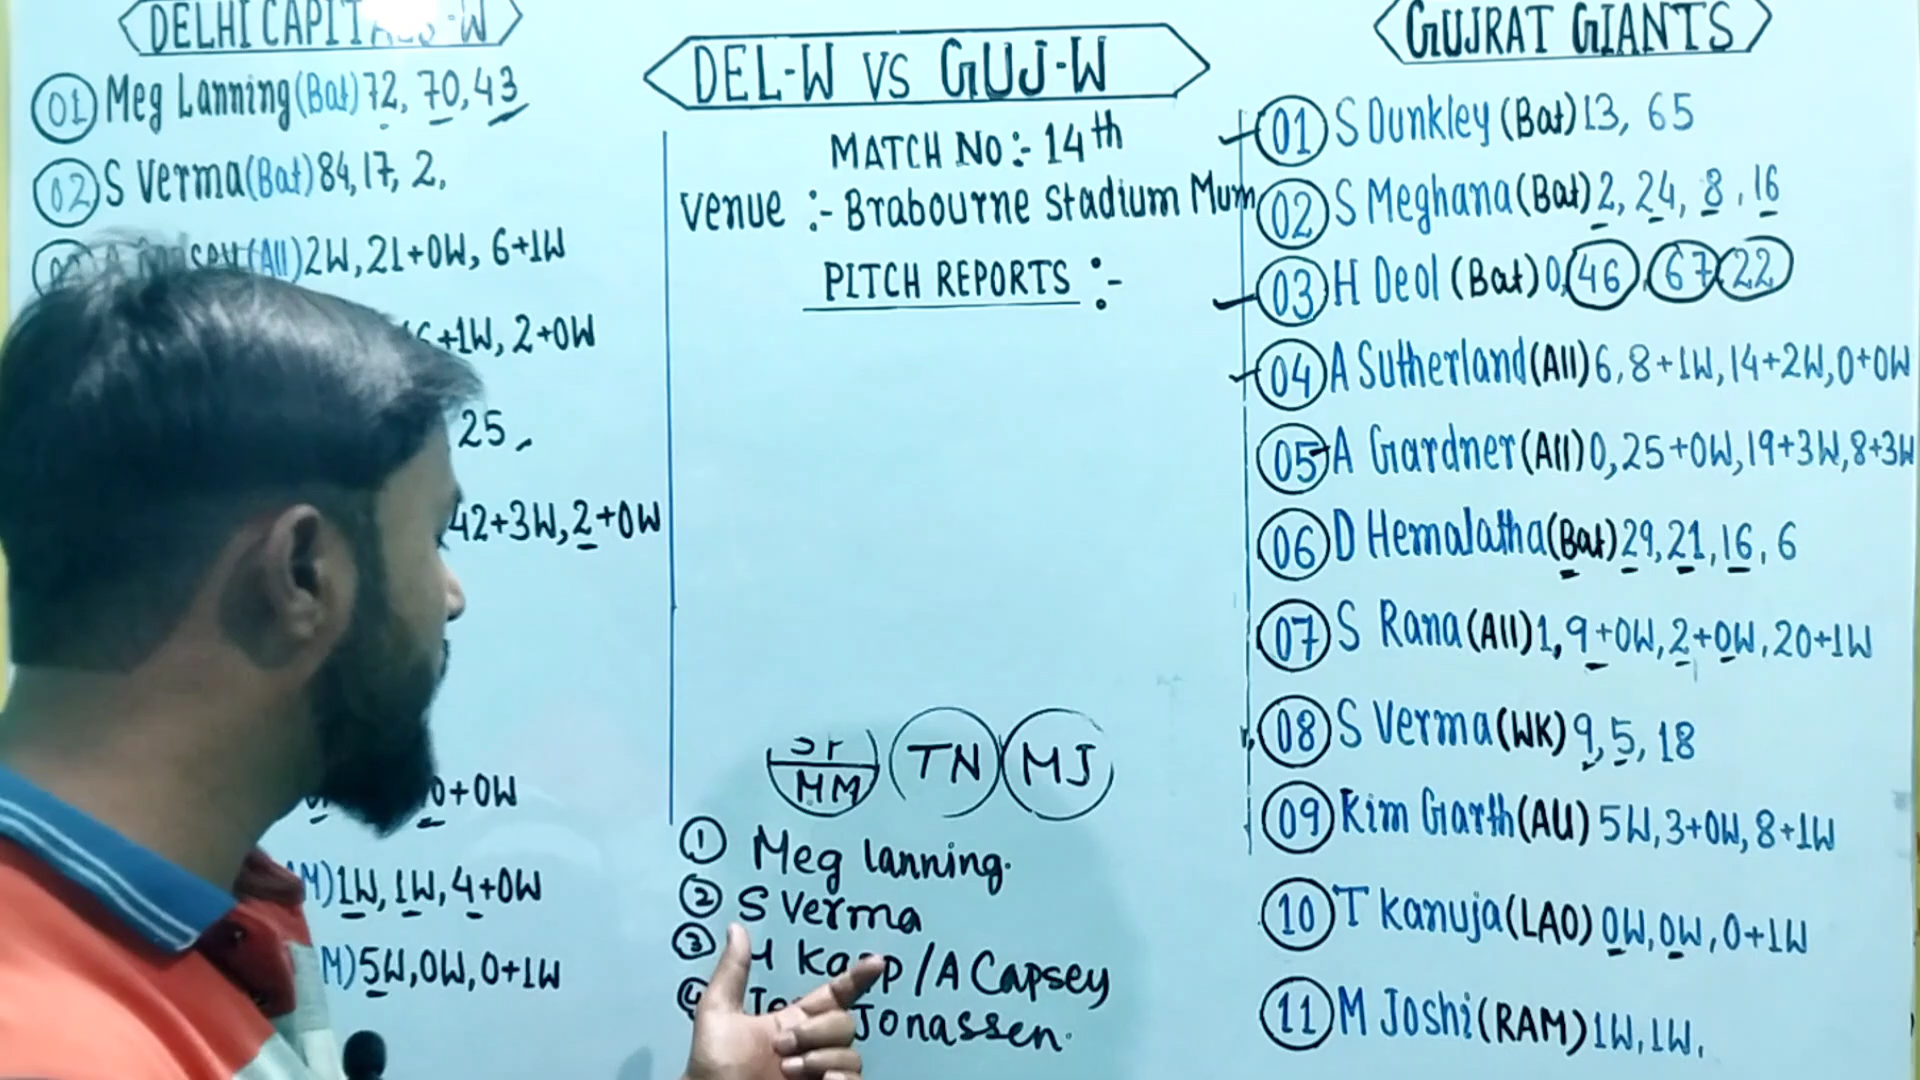 DELHI CAPITALS-W
01 Meg Lanning(Bat)72, 70,43
02 S Verma(Bat)84,17, 2,
(All)2W,21+0W, 6+1W
+1W, 2+0W
25,
42+3W,2+0W
+0W
1W, 1W, 4+0W
5W,0W,0+1W
DEL-W VS GUJ-W
MATCH NO:- 14th
Venue :- Brabourne Stadium Mum
PITCH REPORTS :-
MM
TN
MJ
1 Meg lanning.
2 S Verma
3 /A Capsey
4 Jonassen.
GUJRAT GIANTS
01 S Dunkley (Bat)13, 65
02 S Meghana(Bat)2, 24, 8, 16
03 H Deol (Bat)0,46,67,22
04 A Sutherland(All)6,8+1W,14+2W,0+0W
05 A Gardner(All)0,25+0W,19+3W,8+3W
06 D Hemalatha(Bat)29,21,16, 6
07 S Rana(All)1,9+0W,2+0W,20+1W
08 S Verma(WK)9,5,18
09 Kim Garth(All)5W,3+0W,8+1W
10 T Kanuja(LAO)0W,0W,0+1W
11 M Joshi(RAM)1W,1W,